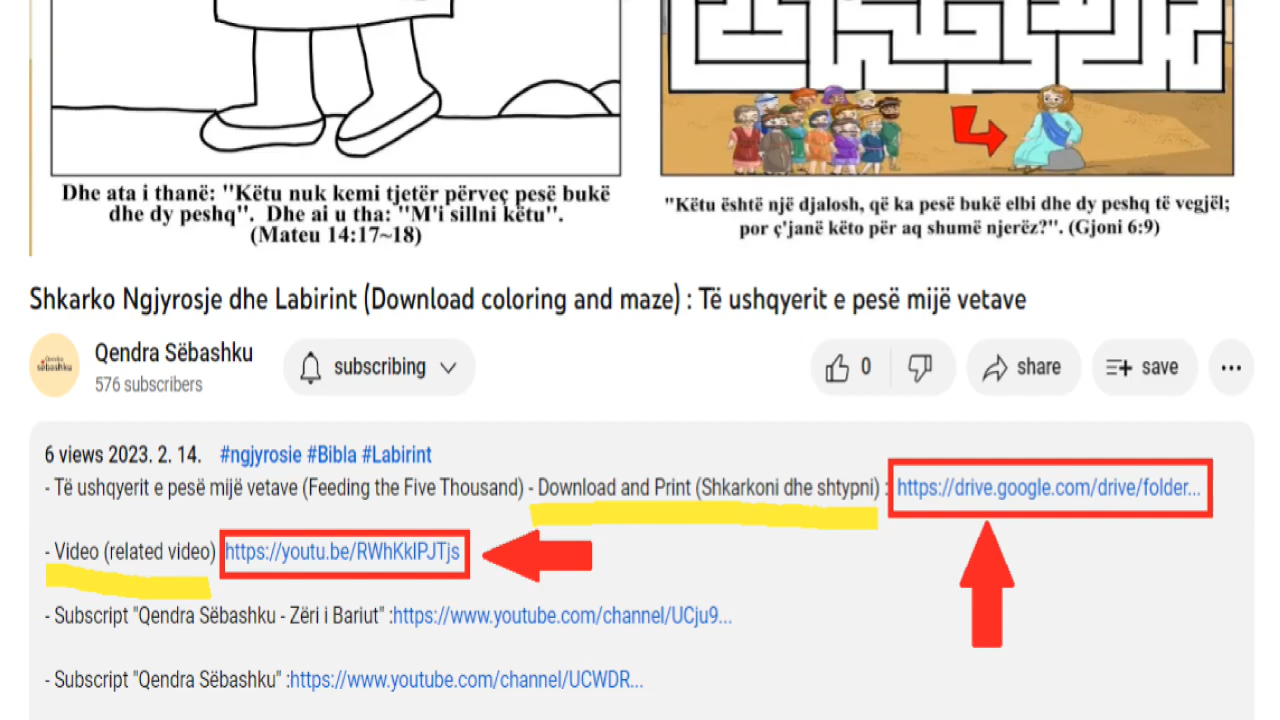 Dhe ata i thanë: "Këtu nuk kemi tjetër përveç pesë bukë
dhe dy peshq". Dhe ai u tha: "M'i sillni këtu".
(Mateu 14:17~18)
"Këtu është një djalosh, që ka pesë bukë elbi dhe dy peshq të vegjël;
por ç'janë këto për aq shumë njerëz?". (Gjoni 6:9)
Shkarko Ngjyrosje dhe Labirint (Download coloring and maze) : Të ushqyerit e pesë mijë vetave
Qendra sëbashku
Qendra Sëbashku
576 subscribers
subscribing
0
share
save
6 views 2023. 2. 14. #ngjyrosie #Bibla #Labirint
- Të ushqyerit e pesë mijë vetave (Feeding the Five Thousand) - Download and Print (Shkarkoni dhe shtypni) : https://drive.google.com/drive/folder...
- Video (related video) https://youtu.be/RWhKklPJTjs
- Subscript "Qendra Sëbashku - Zëri i Bariut" :https://www.youtube.com/channel/UCju9...
- Subscript "Qendra Sëbashku" :https://www.youtube.com/channel/UCWDR...